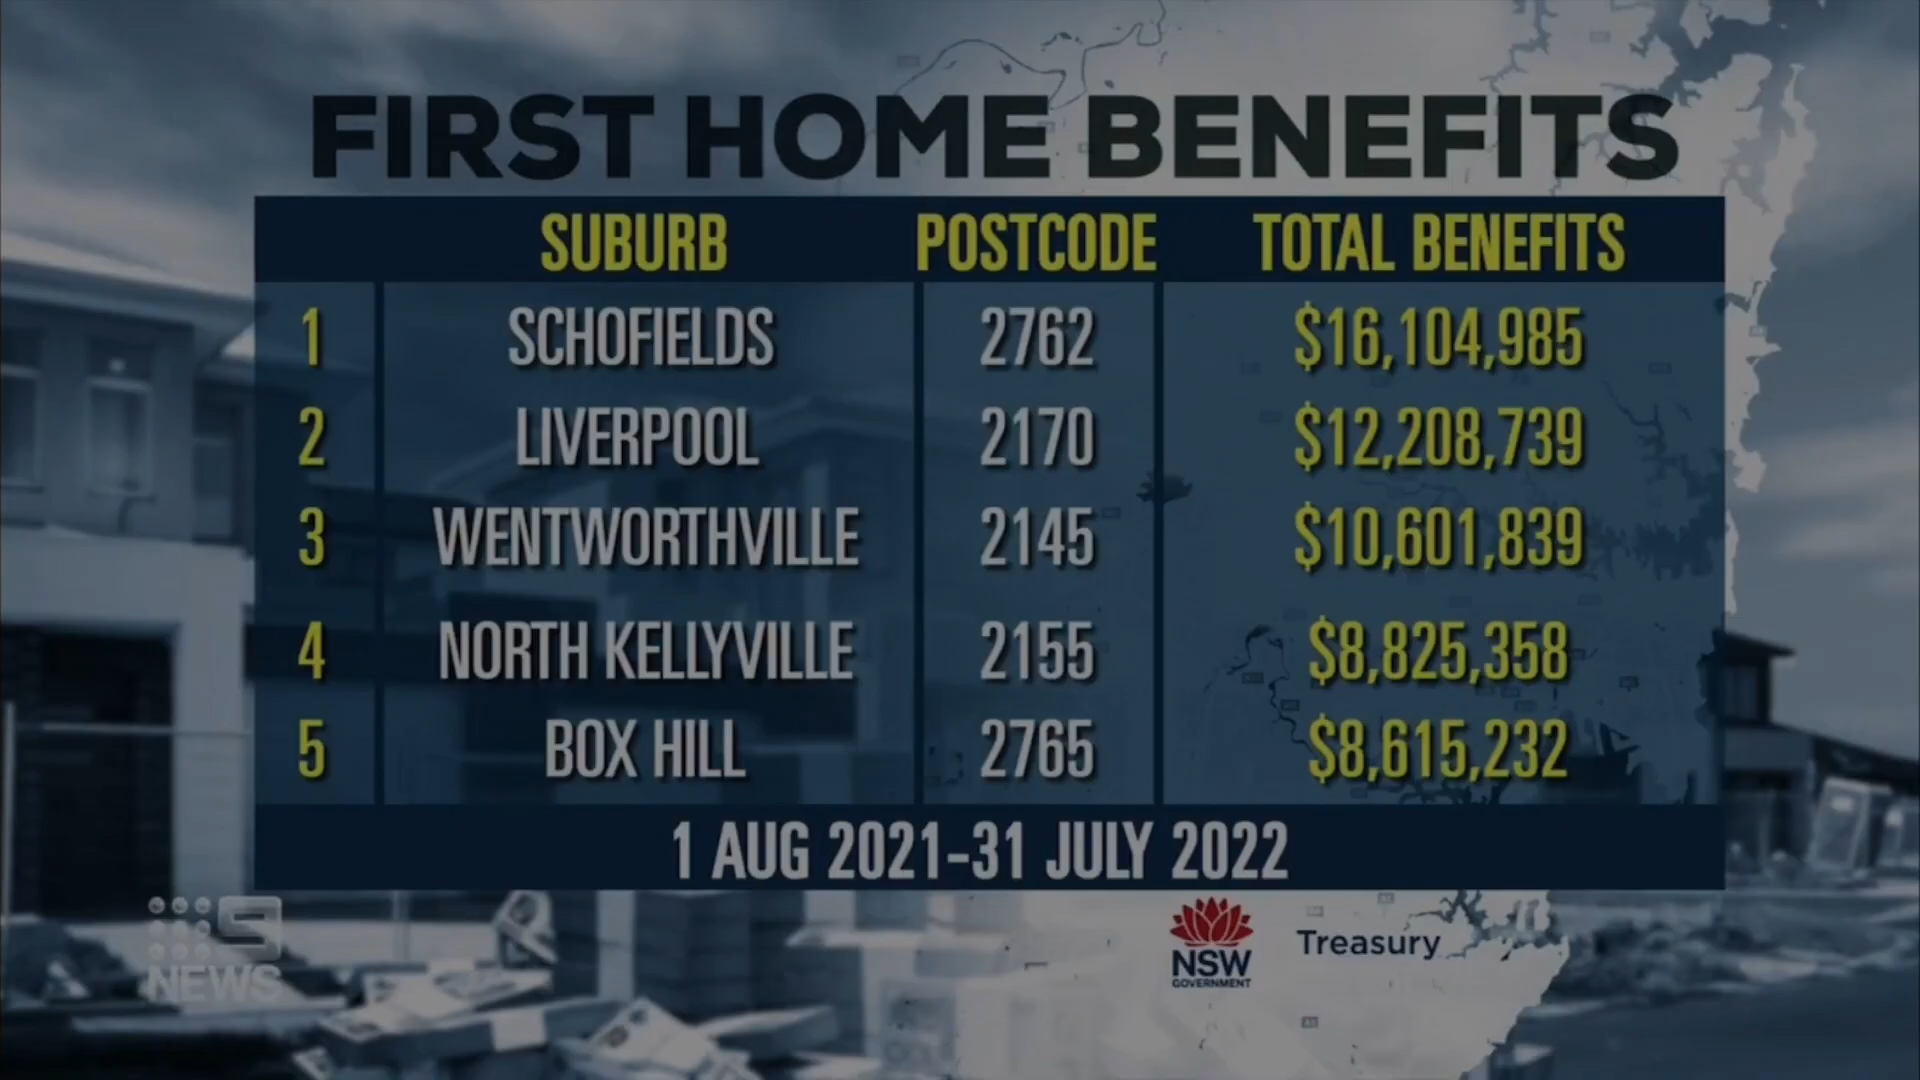 FIRST HOME BENEFITS
SUBURB POSTCODE TOTAL BENEFITS
1 SCHOFIELDS 2762 $16,104,985
2 LIVERPOOL 2170 $12,208,739
3 WENTWORTHVILLE 2145 $10,601,839
4 NORTH KELLYVILLE 2155 $8,825,358
5 BOX HILL 2765 $8,615,232
1 AUG 2021-31 JULY 2022
9
NEWS
NSW
GOVERNMENT
Treasury